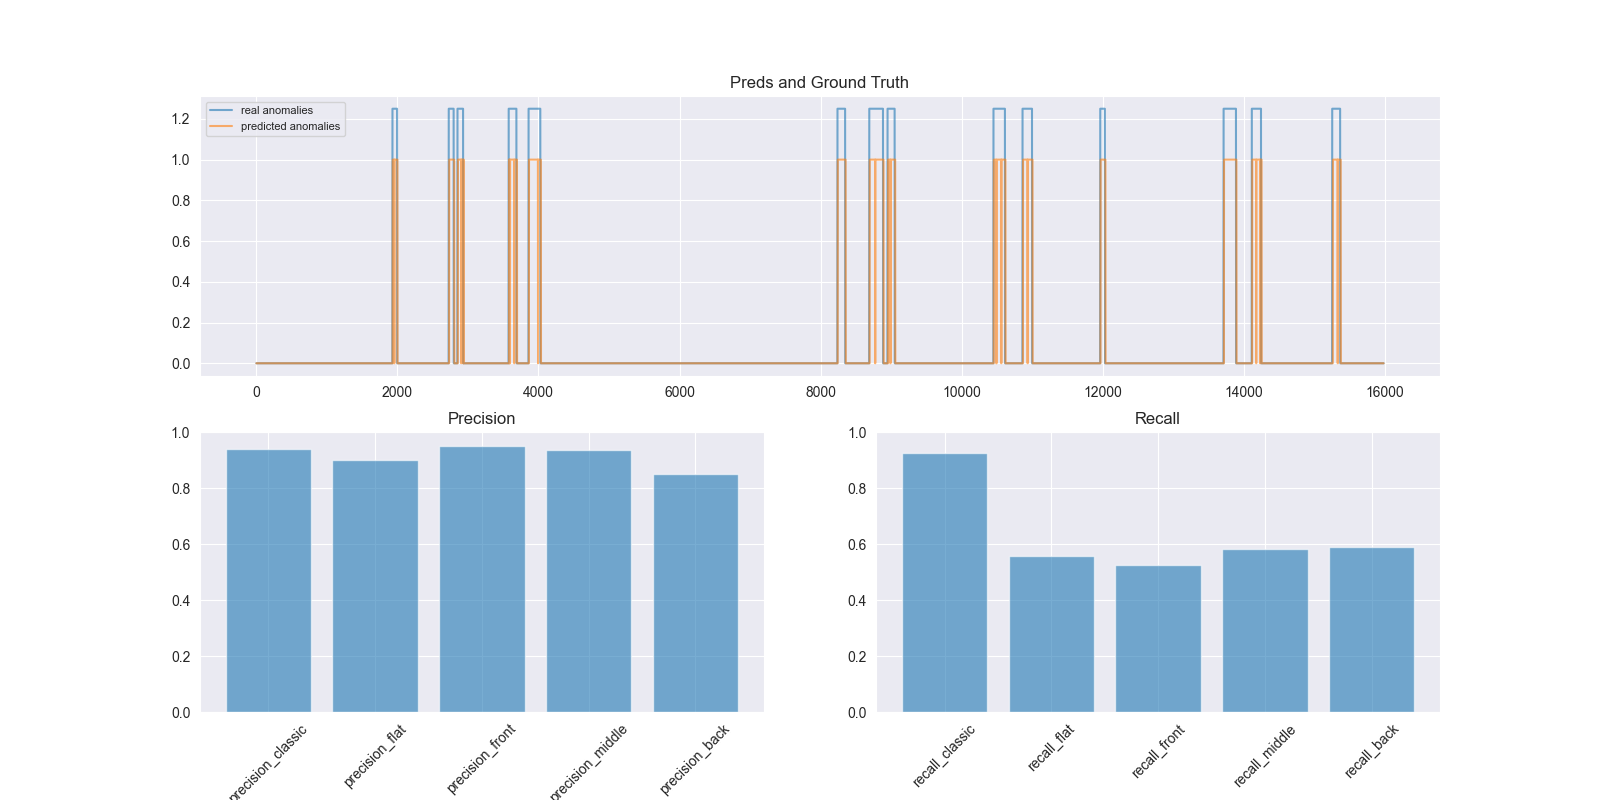 Preds and Ground Truth
real anomalies
predicted anomalies
1.2
1.0
0.8
0.6
0.4
0.2
0.0
0 2000 4000 6000 8000 10000 12000 14000 16000
Precision
1.0
0.8
0.6
0.4
0.2
0.0
precision_classic
precision_flat
precision_front
precision_middle
precision_back
Recall
1.0
0.8
0.6
0.4
0.2
0.0
recall_classic
recall_flat
recall_front
recall_middle
recall_back